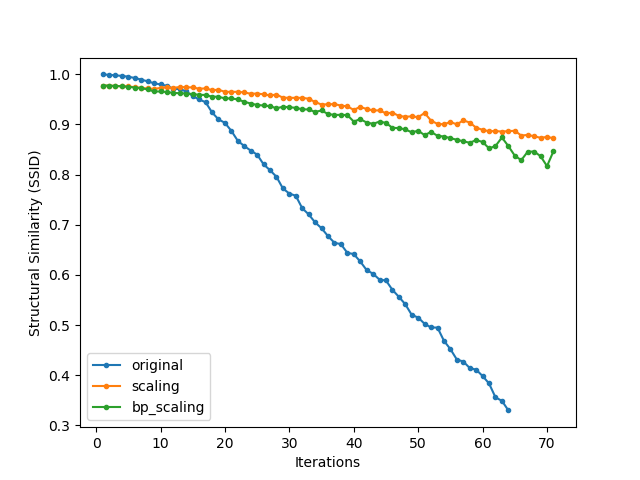 Structural Similarity (SSID)
1.0
0.9
0.8
0.7
0.6
0.5
0.4
0.3
original
scaling
bp_scaling
0 10 20 30 40 50 60 70
Iterations